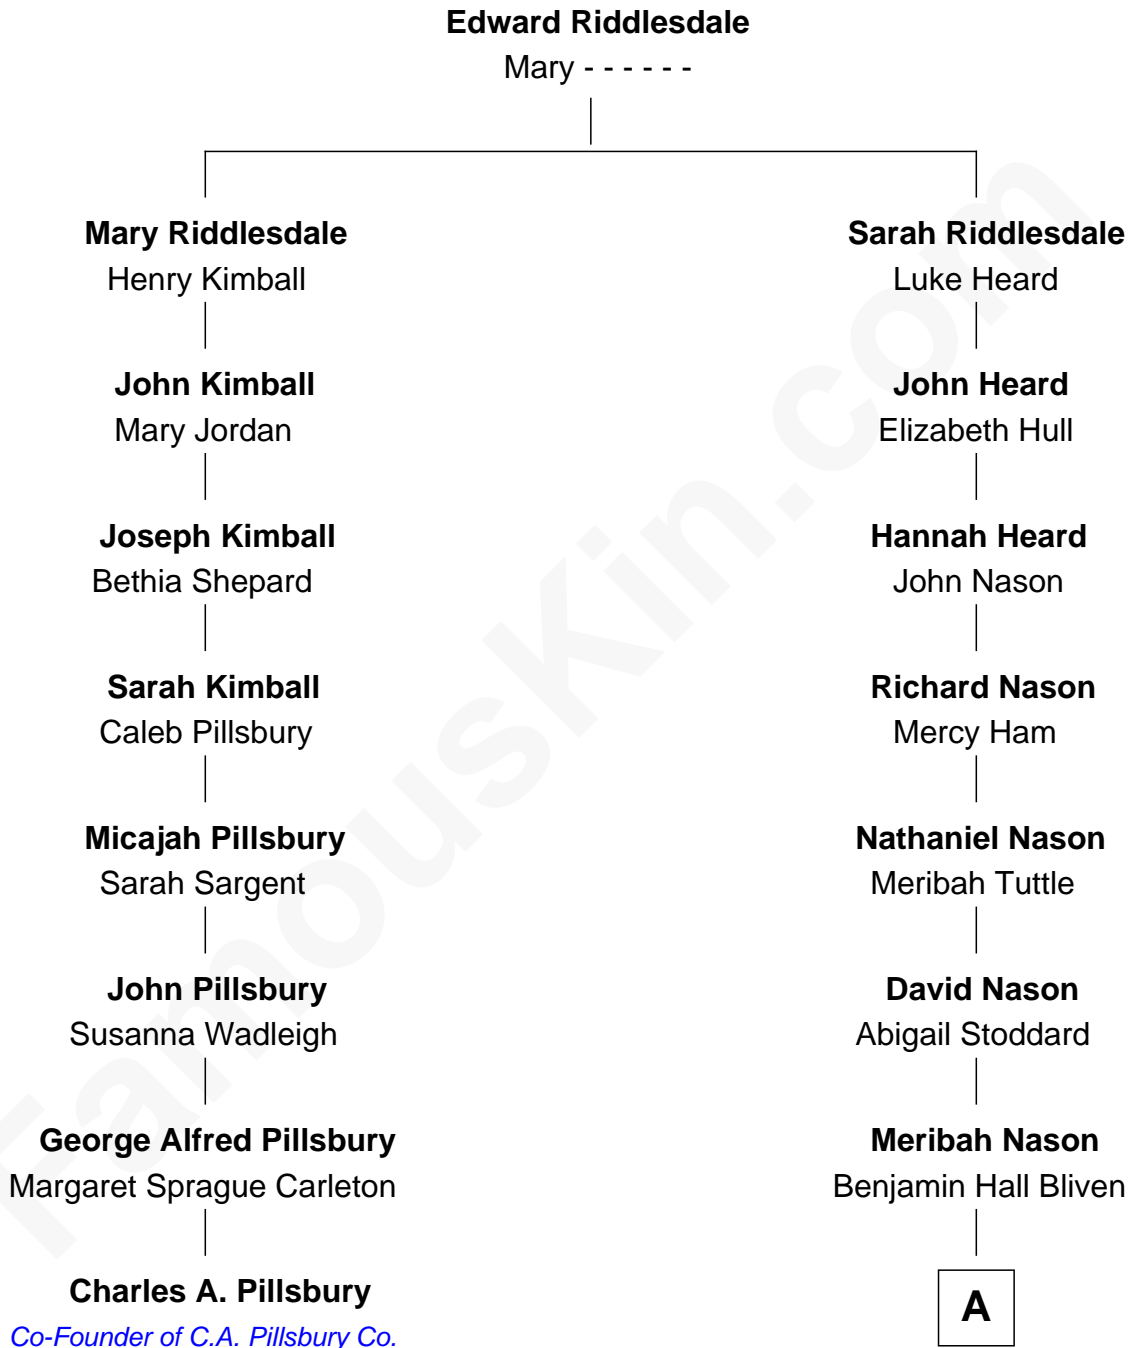 Edward Riddlesdale
Mary - - - - - -
Mary Riddlesdale
Henry Kimball
Sarah Riddlesdale
Luke Heard
John Kimball
Mary Jordan
John Heard
Elizabeth Hull
Joseph Kimball
Bethia Shepard
Hannah Heard
John Nason
Sarah Kimball
Caleb Pillsbury
Richard Nason
Mercy Ham
Micajah Pillsbury
Sarah Sargent
Nathaniel Nason
Meribah Tuttle
John Pillsbury
Susanna Wadleigh
David Nason
Abigail Stoddard
George Alfred Pillsbury
Margaret Sprague Carleton
Meribah Nason
Benjamin Hall Bliven
Charles A. Pillsbury
Co-Founder of C.A. Pillsbury Co.
A
FamousKin.com